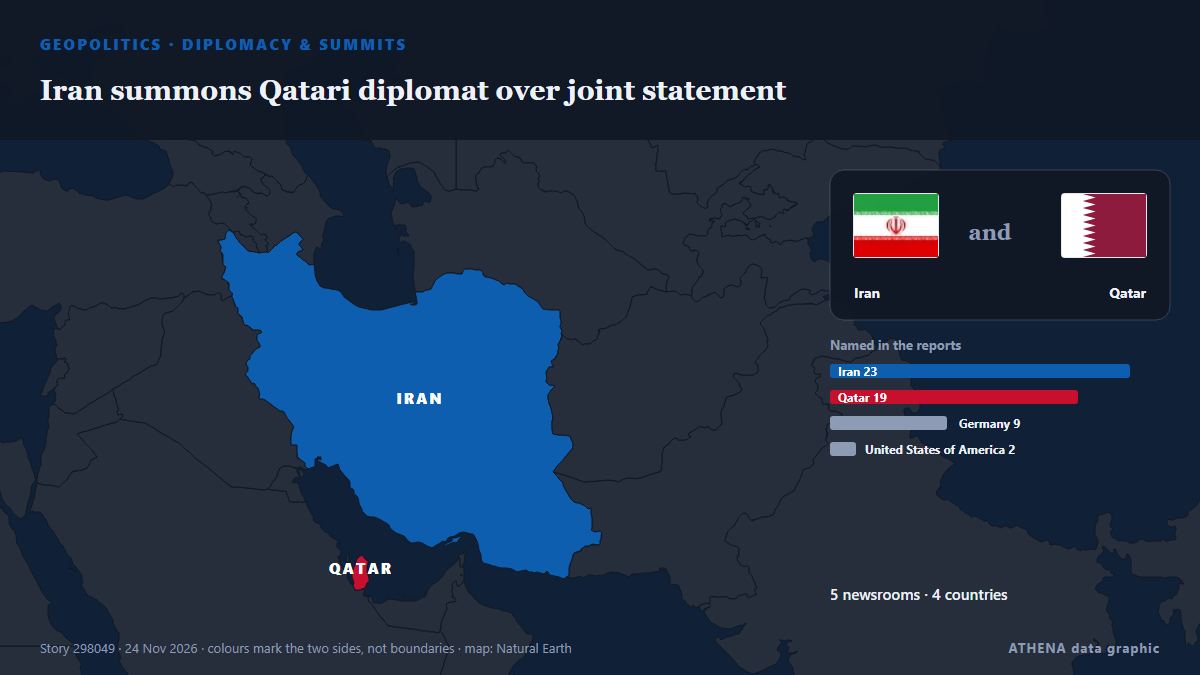 GEOPOLITICS · DIPLOMACY & SUMMITS
Iran summons Qatari diplomat over joint statement
and
Iran
Qatar
Named in the reports
Iran 23
Qatar 19
Germany 9
United States of America 2
IRAN
QATAR
5 newsrooms · 4 countries
Story 298049 · 24 Nov 2026 · colours mark the two sides, not boundaries · map: Natural Earth
ATHENA data graphic